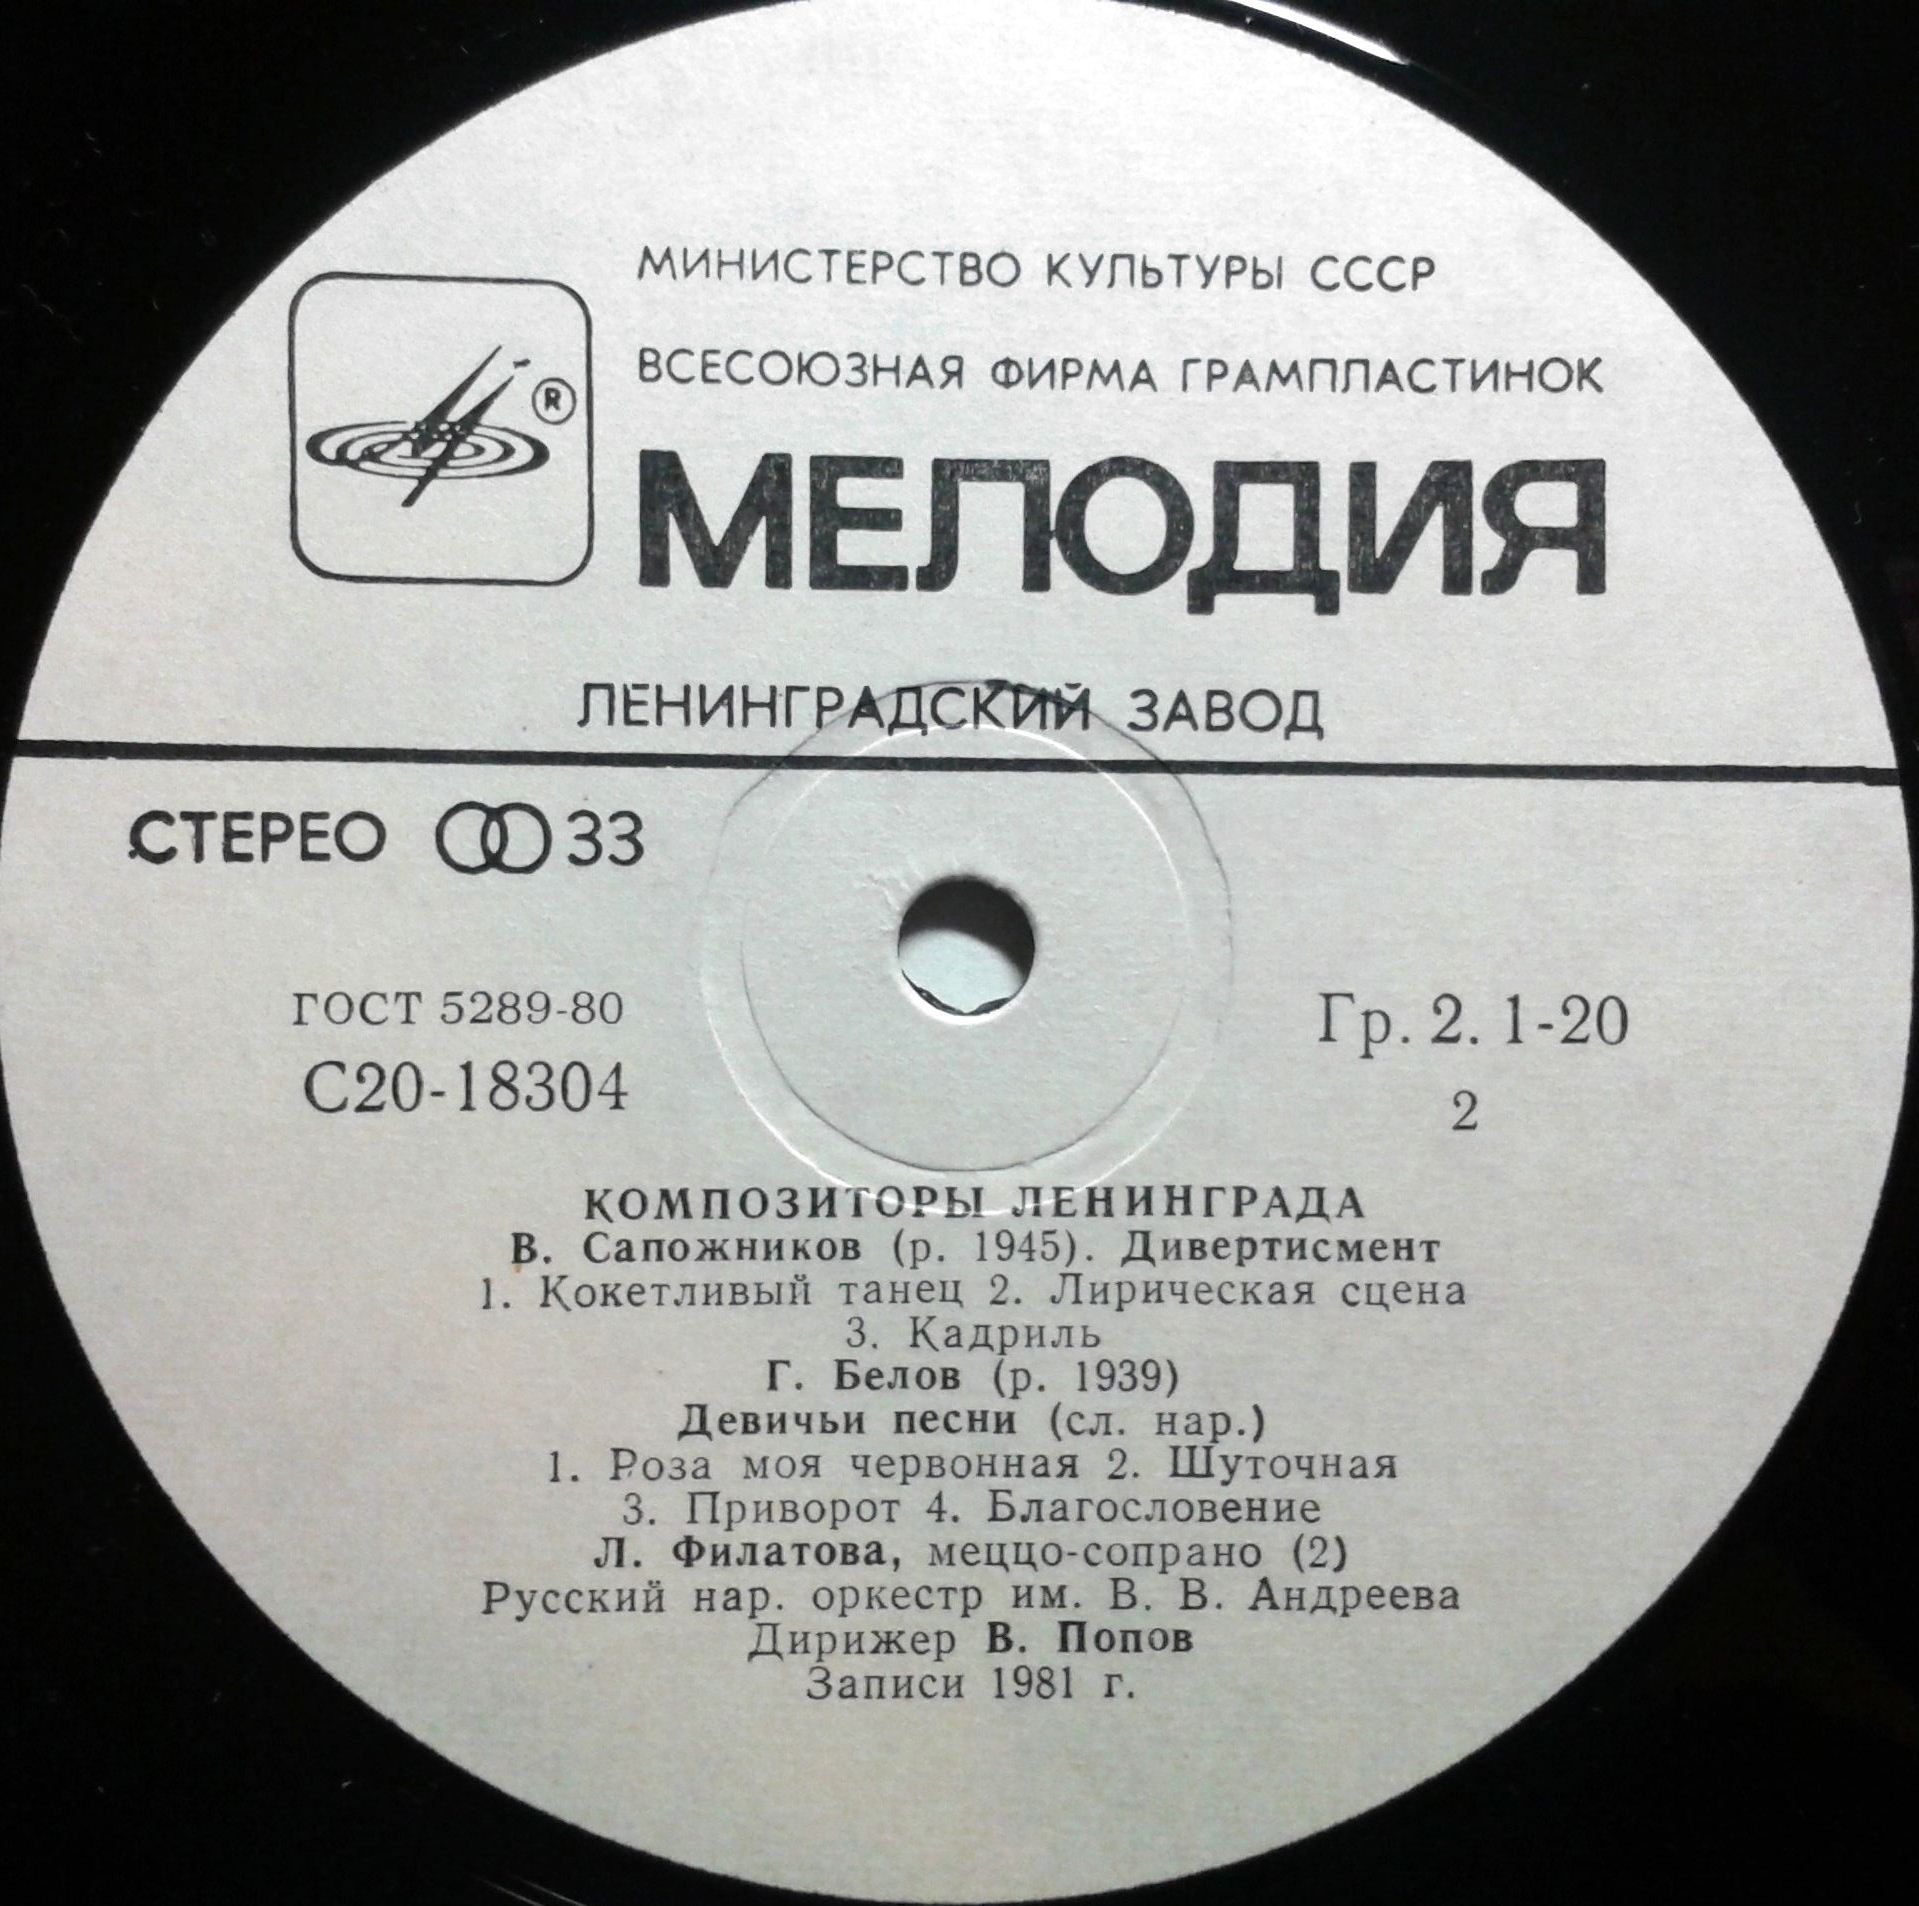 МИНИСТЕРСТВО КУЛЬТУРЫ СССР
ВСЕСОЮЗНАЯ ФИРМА ГРАМПЛАСТИНОК
®
МЕЛОДИЯ
ЛЕНИНГРАДСКИЙ ЗАВОД
СТЕРЕО 33
ГОСТ 5289-80
С20-18304
Гр. 2. 1-20
2
КОМПОЗИТОРЫ ЛЕНИНГРАДА
В. Сапожников (р. 1945). Дивертисмент
1. Кокетливый танец 2. Лирическая сцена
3. Кадриль
Г. Белов (р. 1939)
Девичьи песни (сл. нар.)
1. Роза моя червонная 2. Шуточная
3. Приворот 4. Благословение
Л. Филатова, меццо-сопрано (2)
Русский нар. оркестр им. В. В. Андреева
Дирижер В. Попов
Записи 1981 г.